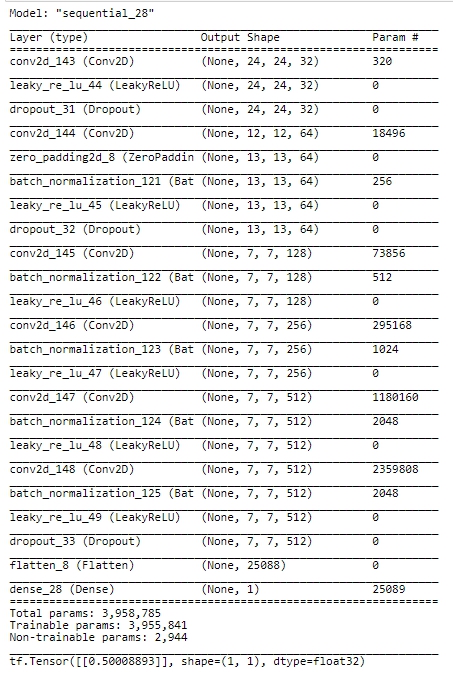 Model: "sequential_28"
Layer (type) Output Shape Param #
conv2d_143 (Conv2D) (None, 24, 24, 32) 320
leaky_re_lu_44 (LeakyReLU) (None, 24, 24, 32) 0
dropout_31 (Dropout) (None, 24, 24, 32) 0
conv2d_144 (Conv2D) (None, 12, 12, 64) 18496
zero_padding2d_8 (ZeroPaddin (None, 13, 13, 64) 0
batch_normalization_121 (Bat (None, 13, 13, 64) 256
leaky_re_lu_45 (LeakyReLU) (None, 13, 13, 64) 0
dropout_32 (Dropout) (None, 13, 13, 64) 0
conv2d_145 (Conv2D) (None, 7, 7, 128) 73856
batch_normalization_122 (Bat (None, 7, 7, 128) 512
leaky_re_lu_46 (LeakyReLU) (None, 7, 7, 128) 0
conv2d_146 (Conv2D) (None, 7, 7, 256) 295168
batch_normalization_123 (Bat (None, 7, 7, 256) 1024
leaky_re_lu_47 (LeakyReLU) (None, 7, 7, 256) 0
conv2d_147 (Conv2D) (None, 7, 7, 512) 1180160
batch_normalization_124 (Bat (None, 7, 7, 512) 2048
leaky_re_lu_48 (LeakyReLU) (None, 7, 7, 512) 0
conv2d_148 (Conv2D) (None, 7, 7, 512) 2359808
batch_normalization_125 (Bat (None, 7, 7, 512) 2048
leaky_re_lu_49 (LeakyReLU) (None, 7, 7, 512) 0
dropout_33 (Dropout) (None, 7, 7, 512) 0
flatten_8 (Flatten) (None, 25088) 0
dense_28 (Dense) (None, 1) 25089
Total params: 3,958,785
Trainable params: 3,955,841
Non-trainable params: 2,944
tf.Tensor([[0.50008893]], shape=(1, 1), dtype=float32)